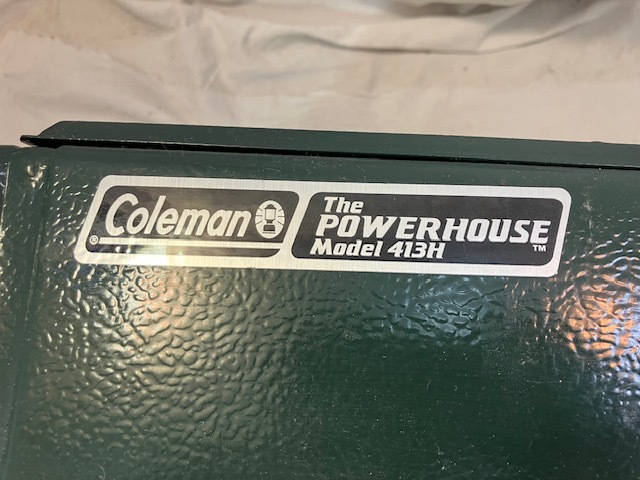 Coleman
®
The
POWERHOUSE
Model 413H
™